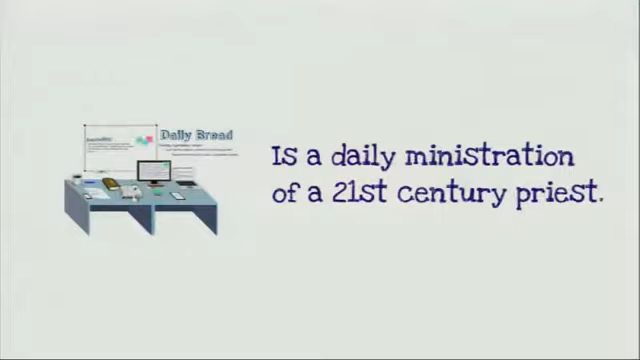 Daily Bread
Is a daily ministration
of a 21st century priest.